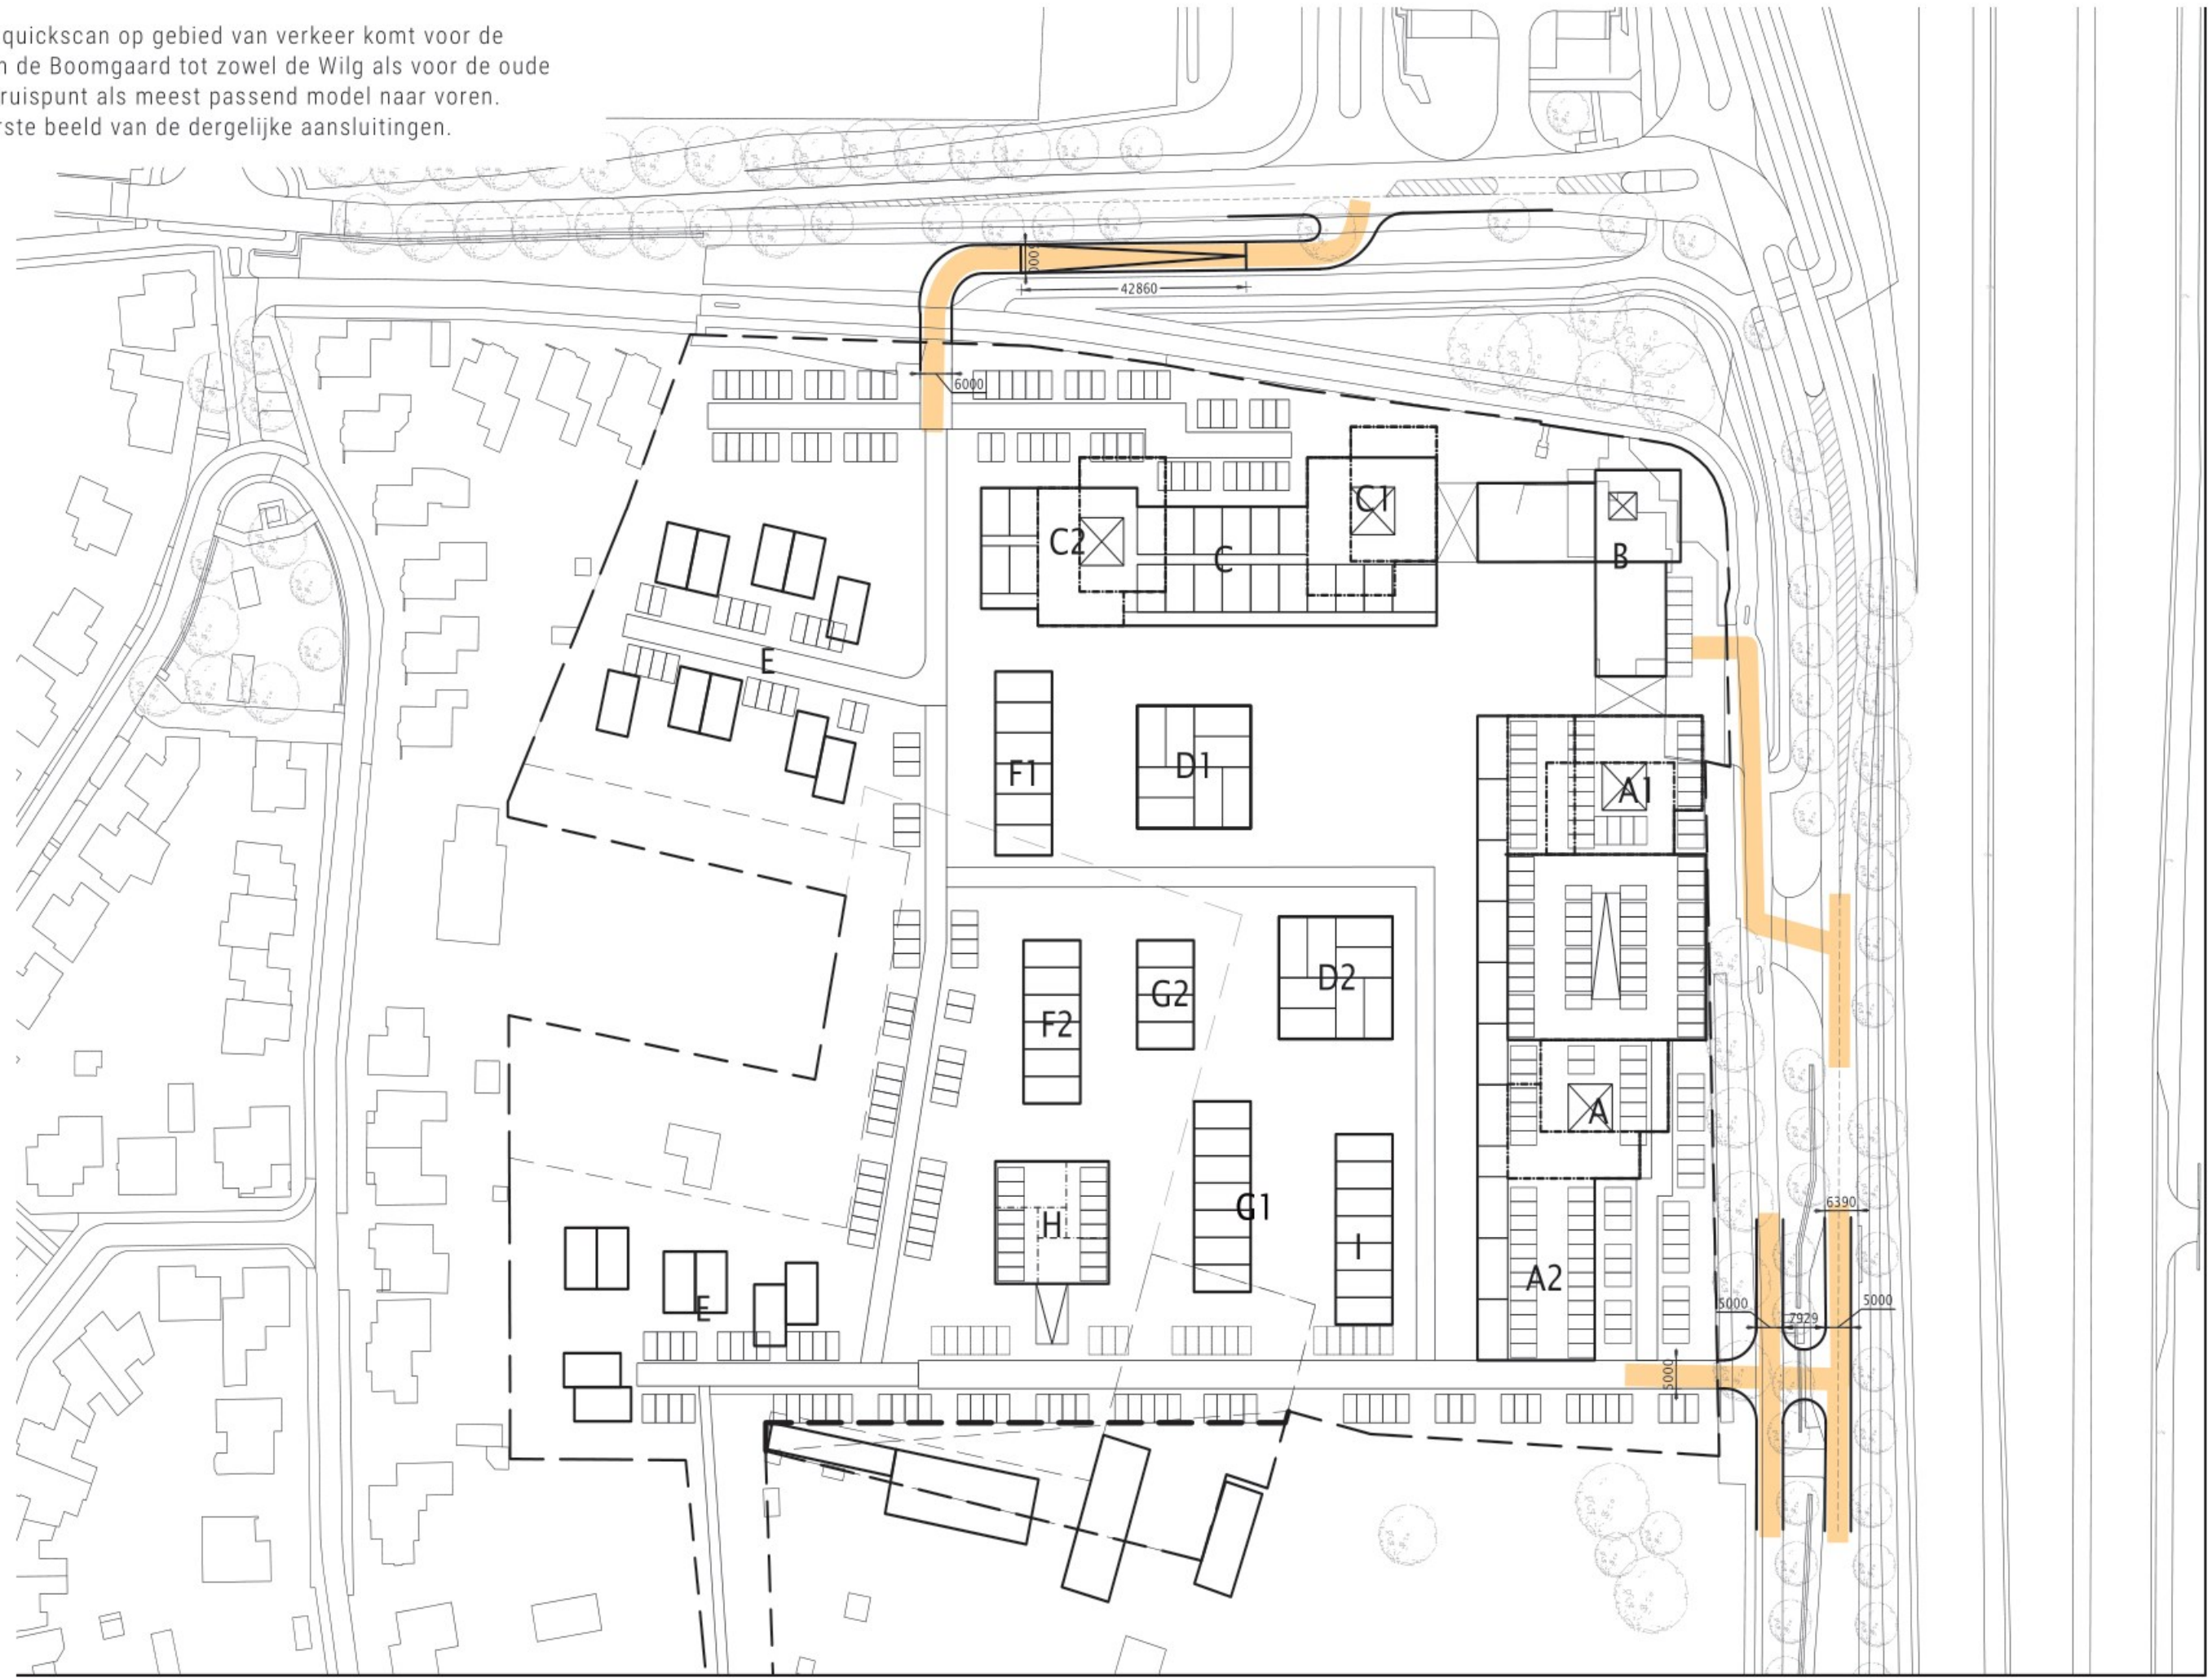 quickscan op gebied van verkeer komt voor de
n de Boomgaard tot zowel de Wilg als voor de oude
ruispunt als meest passend model naar voren.
rste beeld van de dergelijke aansluitingen.
5000
42860
6000
C1
C2
C
B
E
F1
D1
A1
F2
G2
D2
A
H
G1
I
A2
E
6390
5000
7929
5000
5000